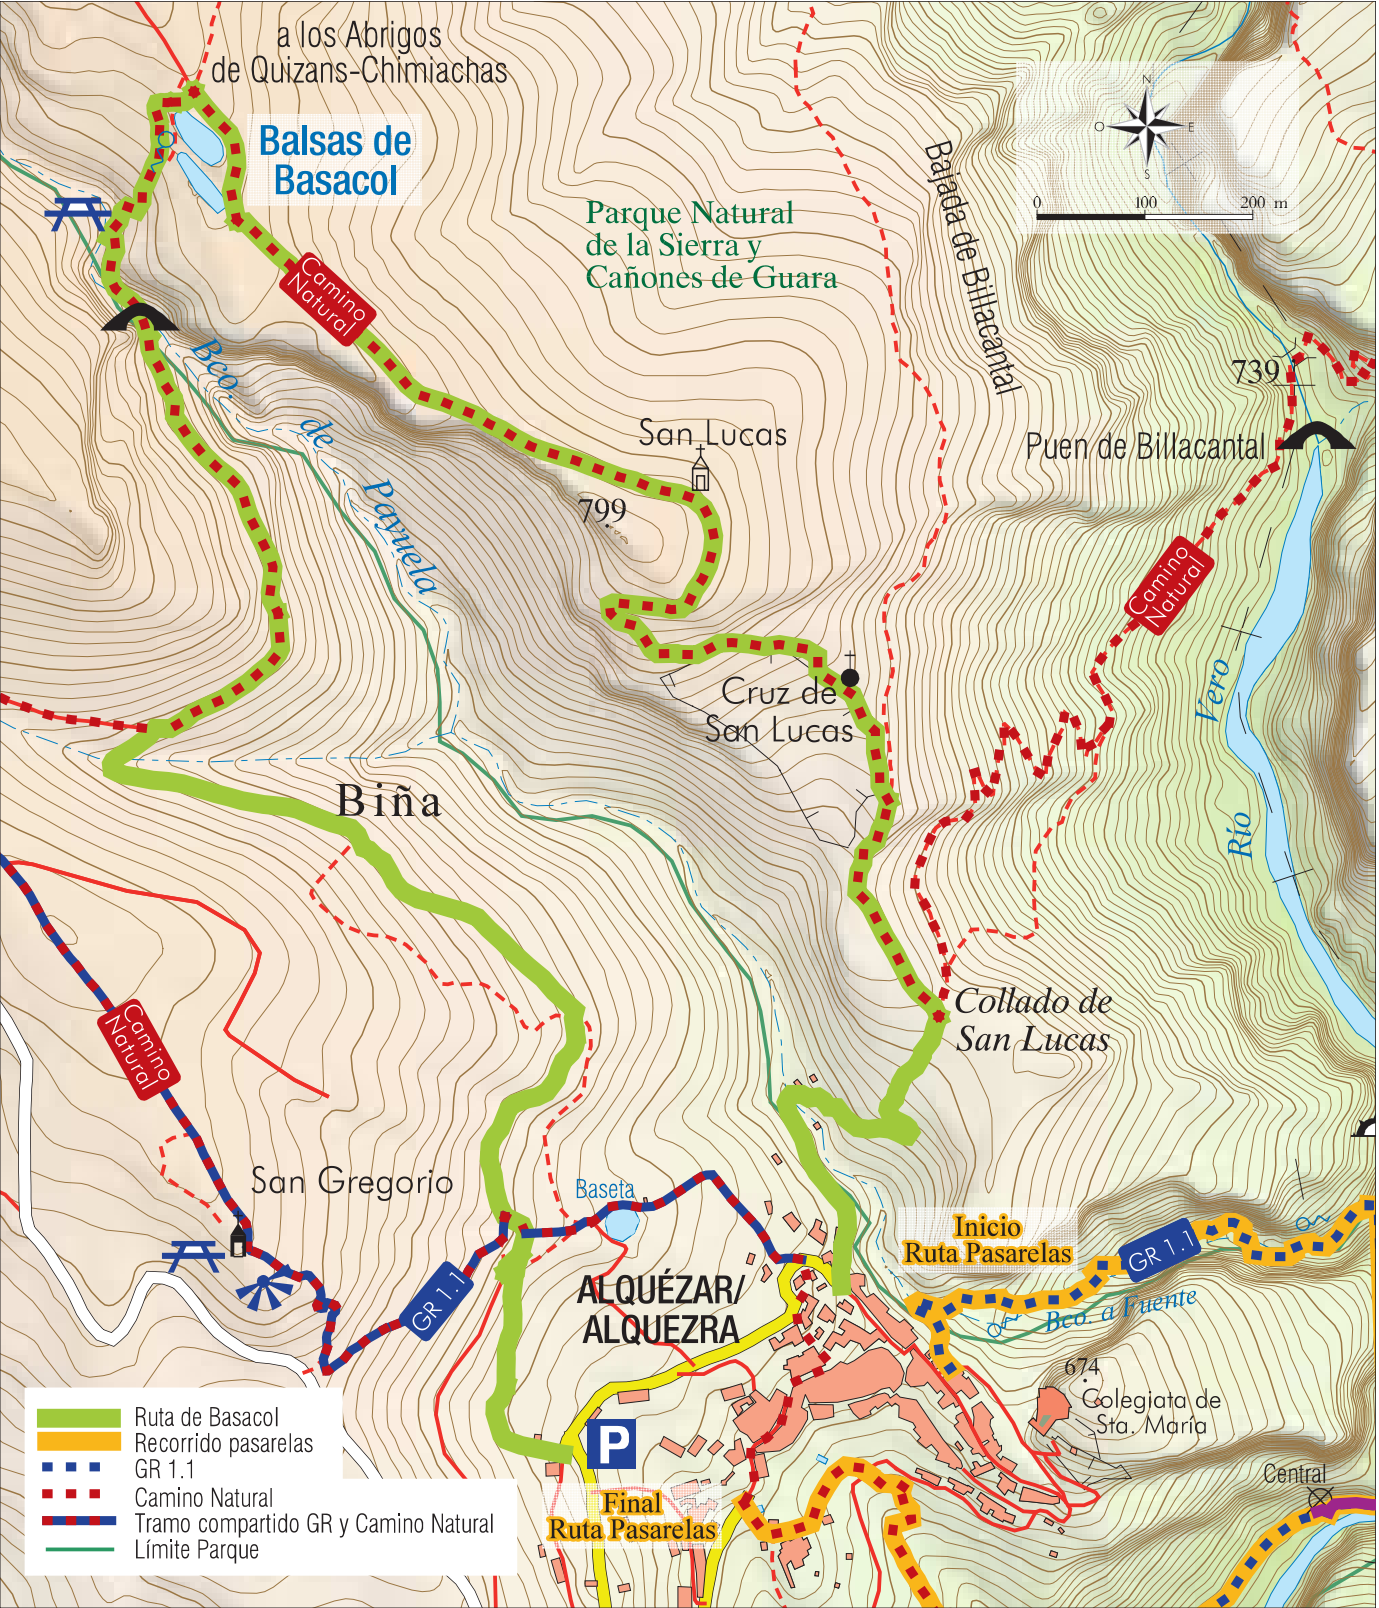 a los Abrigos
de Quizans-Chimiachas
Balsas de
Basacol
Parque Natural
de la Sierra y
Cañones de Guara
Bajada de Billacantal
N
O
E
S
0 100 200 m
Camino
Natural
739
Bco. de Payuela
San Lucas
Puen de Billacantal
799
Camino
Natural
Cruz de
San Lucas
Río Vero
Biña
Collado de
San Lucas
Camino
Natural
San Gregorio
Baseta
Inicio
Ruta Pasarelas
GR 1.1
GR 1.1
ALQUÉZAR/
ALQUEZRA
Bco. a Fuente
674
Colegiata de
Sta. María
P
Central
Final
Ruta Pasarelas
Ruta de Basacol
Recorrido pasarelas
GR 1.1
Camino Natural
Tramo compartido GR y Camino Natural
Límite Parque